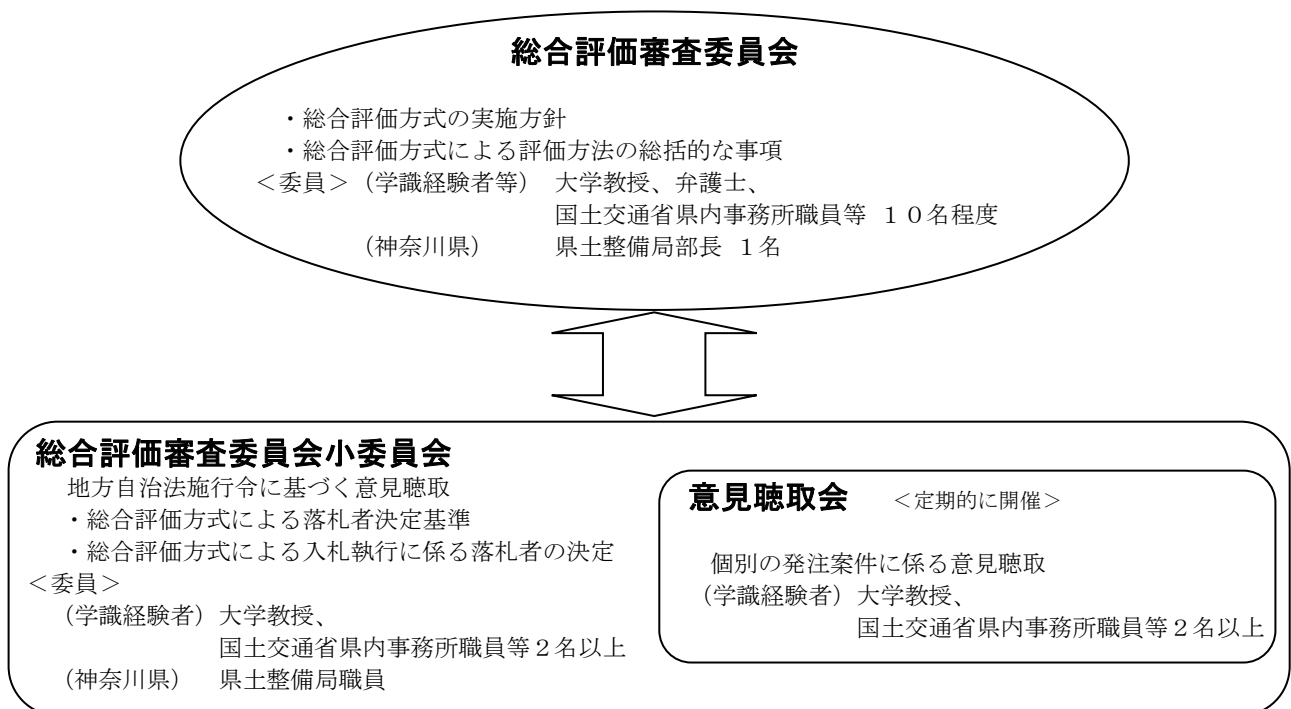 総合評価審査委員会
・総合評価方式の実施方針
・総合評価方式による評価方法の総括的な事項
＜委員＞（学識経験者等）　大学教授、弁護士、
国土交通省県内事務所職員等　１０名程度
（神奈川県）　県土整備局部長　１名
総合評価審査委員会小委員会
地方自治法施行令に基づく意見聴取
・総合評価方式による落札者決定基準
・総合評価方式による入札執行に係る落札者の決定
＜委員＞
（学識経験者）大学教授、
国土交通省県内事務所職員等２名以上
（神奈川県）　県土整備局職員
意見聴取会　＜定期的に開催＞
個別の発注案件に係る意見聴取
（学識経験者）大学教授、
国土交通省県内事務所職員等２名以上